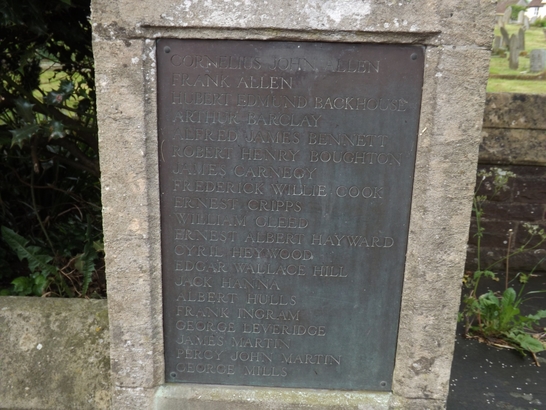 CORNELIUS JOHN ALLEN
FRANK ALLEN
HUBERT EDMUND BACKHOUSE
ARTHUR BARCLAY
ALFRED JAMES BENNETT
ROBERT HENRY BOUGHTON
JAMES CARNEGY
FREDERICK WILLIE COOK
ERNEST CRIPPS
WILLIAM GLEED
ERNEST ALBERT HAYWARD
CYRIL HEYWOOD
EDGAR WALLACE HILL
JACK HANNA
ALBERT HULLS
FRANK INGRAM
GEORGE LEVERIDGE
JAMES MARTIN
PERCY JOHN MARTIN
GEORGE MILLS